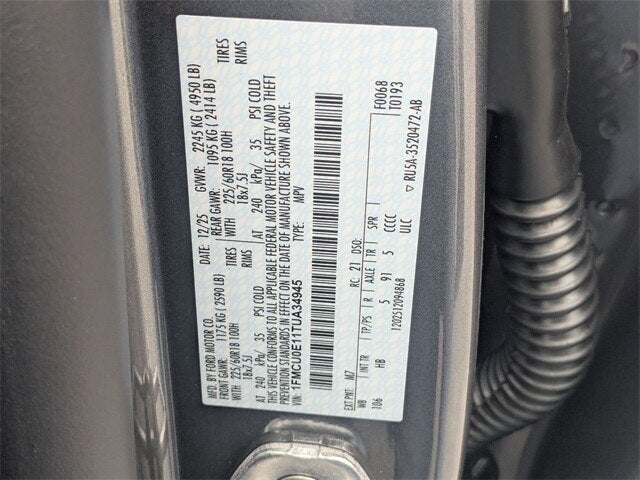 MFD. BY FORD MOTOR CO.
DATE: 12/25 GVWR: 2245 KG ( 4950 LB)
FRONT GAWR: 1175 KG ( 2590 LB) REAR GAWR: 1095 KG ( 2414 LB)
WITH 225/60R18 100H TIRES WITH 225/60R18 100H TIRES
18x7.5J RIMS 18x7.5J RIMS
AT 240 kPa/ 35 PSI COLD AT 240 kPa/ 35 PSI COLD
THIS VEHICLE CONFORMS TO ALL APPLICABLE FEDERAL MOTOR VEHICLE SAFETY AND THEFT
PREVENTION STANDARDS IN EFFECT ON THE DATE OF MANUFACTURE SHOWN ABOVE.
VIN: 1FMCU0E11TUA34945
TYPE: MPV
F0068
T0193
EXT PNT: M7 RC: 21 DSO:
WB INT TR TP/PS R AXLE TR SPR
106 HB 5 91 5 CCCC
ULC
1202512094868
▽ RU5A-3520472-AB